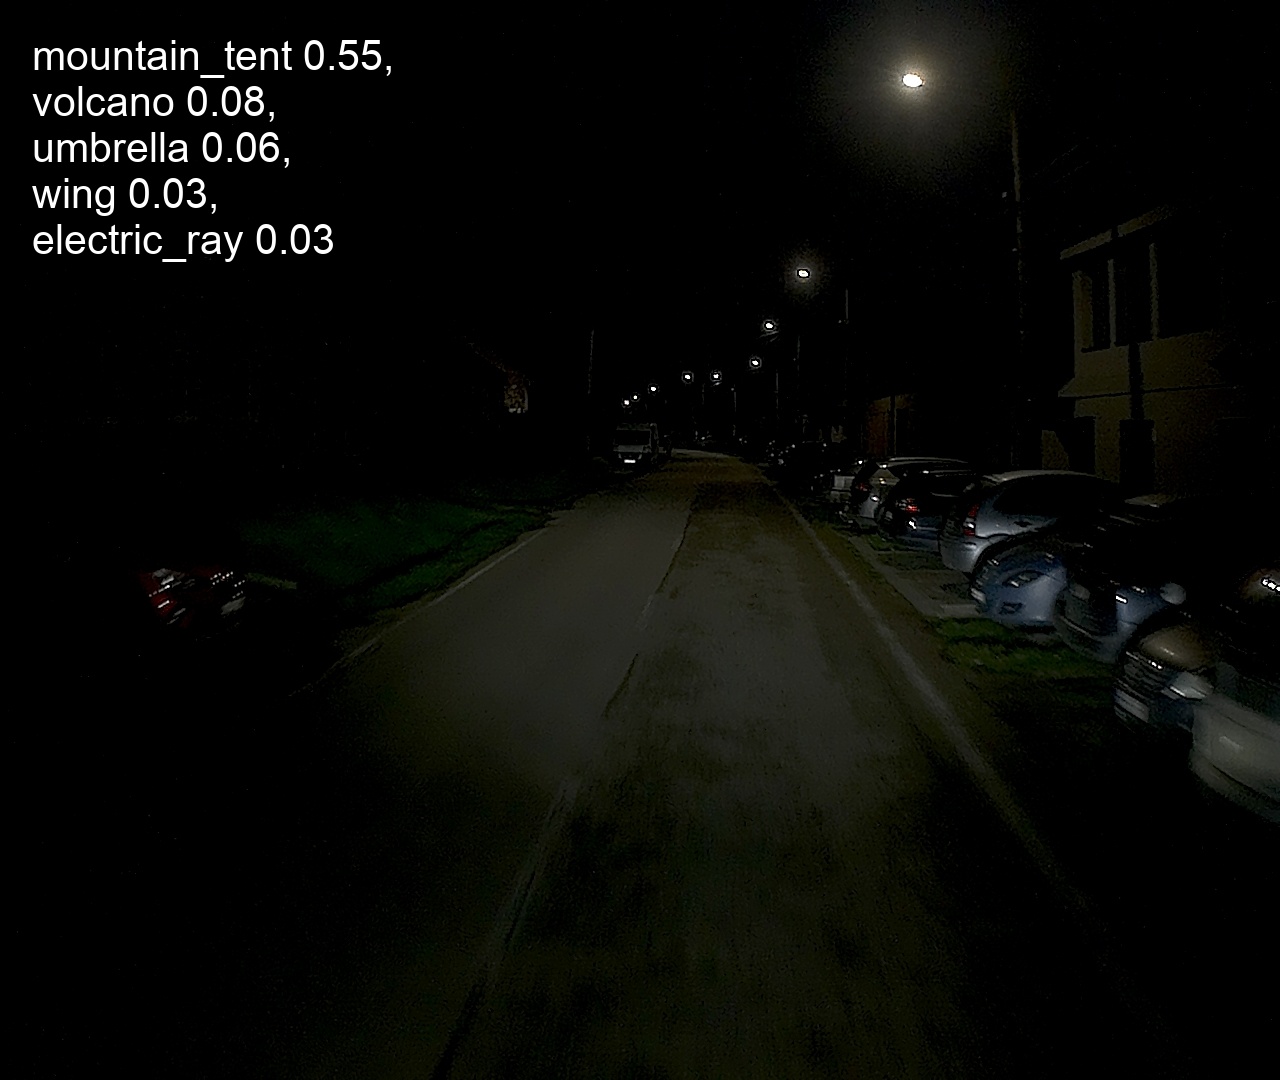 mountain_tent 0.55,
volcano 0.08,
umbrella 0.06,
wing 0.03,
electric_ray 0.03